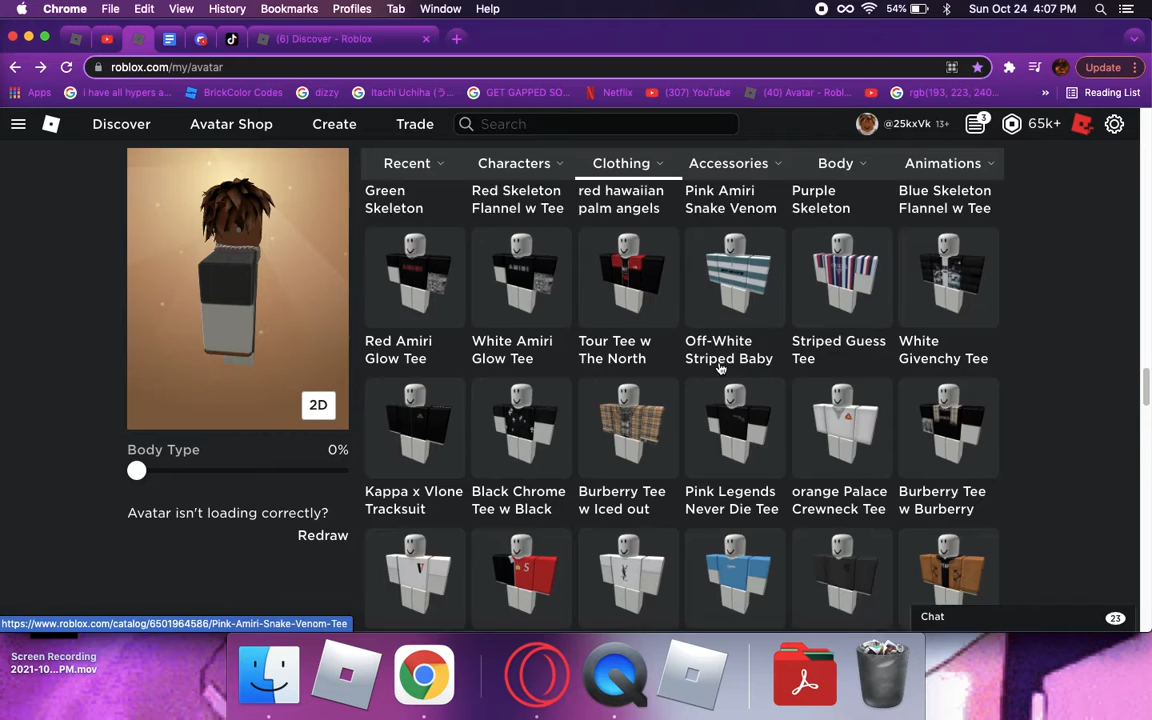 Chrome File Edit View History Bookmarks Profiles Tab Window Help 54% Sun Oct 24 4:07 PM
(6) Discover - Roblox
roblox.com/my/avatar Update
Apps i have all hypers a... BrickColor Codes dizzy Itachi Uchiha (う... GET GAPPED SO... Netflix (307) YouTube (40) Avatar - Robl... rgb(193, 223, 240... » Reading List
Discover Avatar Shop Create Trade Search @25kxVk 13+ 3 65k+
Recent Characters Clothing Accessories Body Animations
Green Red Skeleton red hawaiian Pink Amiri Purple Blue Skeleton
Skeleton Flannel w Tee palm angels Snake Venom Skeleton Flannel w Tee
Red Amiri White Amiri Tour Tee w Off-White Striped Guess White
Glow Tee Glow Tee The North Striped Baby Tee Givenchy Tee
2D
Body Type 0%
Kappa x Vlone Black Chrome Burberry Tee Pink Legends orange Palace Burberry Tee
Tracksuit Tee w Black w Iced out Never Die Tee Crewneck Tee w Burberry
Avatar isn't loading correctly?
Redraw
Chat 23
https://www.roblox.com/catalog/6501964586/Pink-Amiri-Snake-Venom-Tee
Screen Recording
2021-10...PM.mov